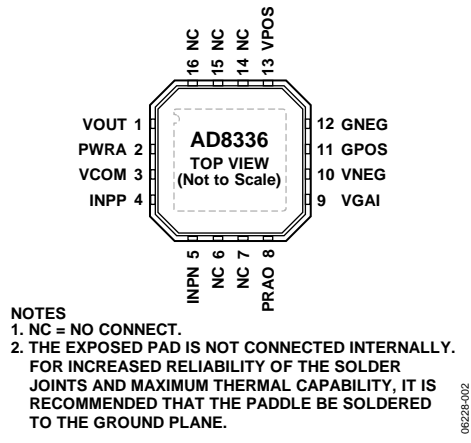 16 NC
15 NC
14 NC
13 VPOS
VOUT 1
PWRA 2
VCOM 3
INPP 4
AD8336
TOP VIEW
(Not to Scale)
12 GNEG
11 GPOS
10 VNEG
9 VGAI
INPN 5
NC 6
NC 7
PRAO 8
NOTES
1. NC = NO CONNECT.
2. THE EXPOSED PAD IS NOT CONNECTED INTERNALLY.
FOR INCREASED RELIABILITY OF THE SOLDER
JOINTS AND MAXIMUM THERMAL CAPABILITY, IT IS
RECOMMENDED THAT THE PADDLE BE SOLDERED
TO THE GROUND PLANE.
06228-002